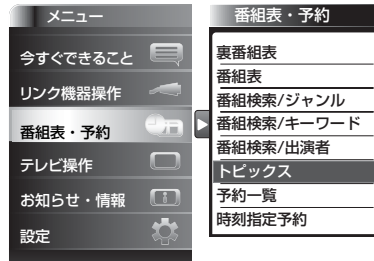 メニュー
今すぐできること
リンク機器操作
番組表・予約
テレビ操作
お知らせ・情報
設定
番組表・予約
裏番組表
番組表
番組検索/ジャンル
番組検索/キーワード
番組検索/出演者
トピックス
予約一覧
時刻指定予約